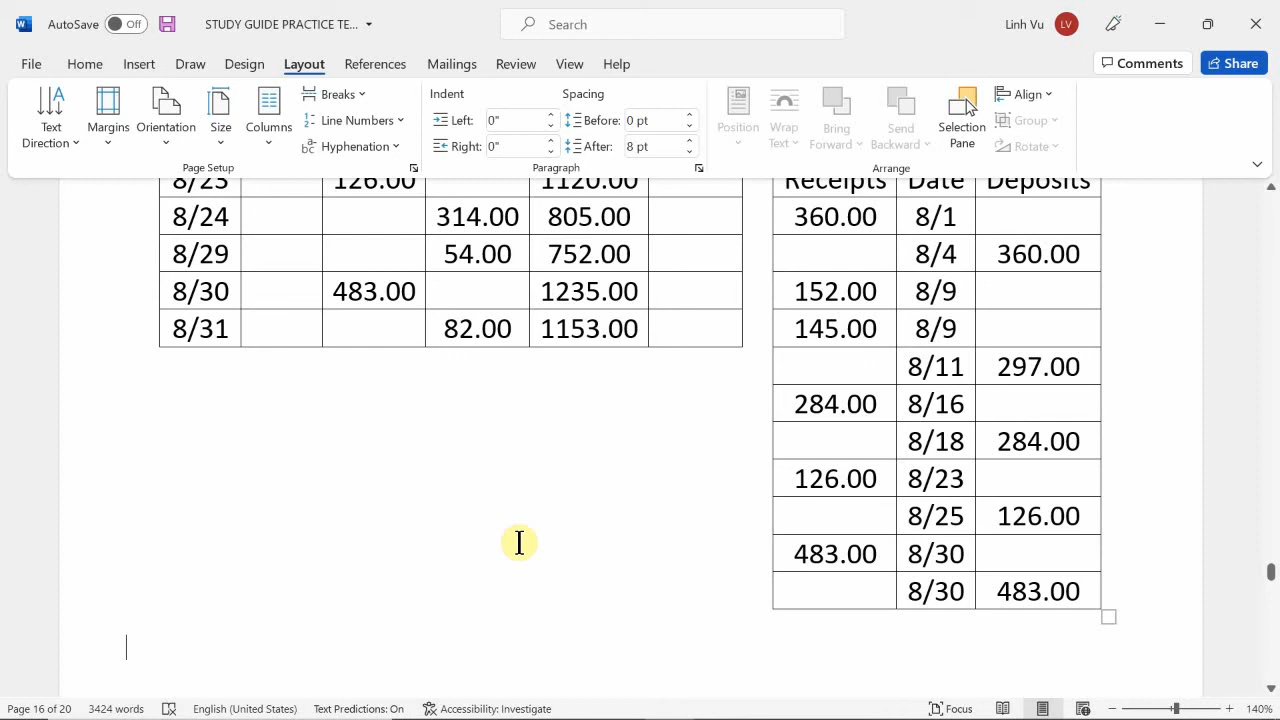 AutoSave Off STUDY GUIDE PRACTICE TE... Search Linh Vu LV
File Home Insert Draw Design Layout References Mailings Review View Help Comments Share
Text Direction
Margins
Orientation
Size
Columns
Breaks
Line Numbers
Hyphenation
Page Setup
Indent
Left: 0"
Right: 0"
Spacing
Before: 0 pt
After: 8 pt
Paragraph
Position
Wrap Text
Bring Forward
Send Backward
Selection Pane
Align
Group
Rotate
Arrange
8/23 126.00 1120.00
8/24 314.00 805.00
8/29 54.00 752.00
8/30 483.00 1235.00
8/31 82.00 1153.00
Receipts Date Deposits
360.00 8/1
8/4 360.00
152.00 8/9
145.00 8/9
8/11 297.00
284.00 8/16
8/18 284.00
126.00 8/23
8/25 126.00
483.00 8/30
8/30 483.00
Page 16 of 20 3424 words English (United States) Text Predictions: On Accessibility: Investigate Focus 140%